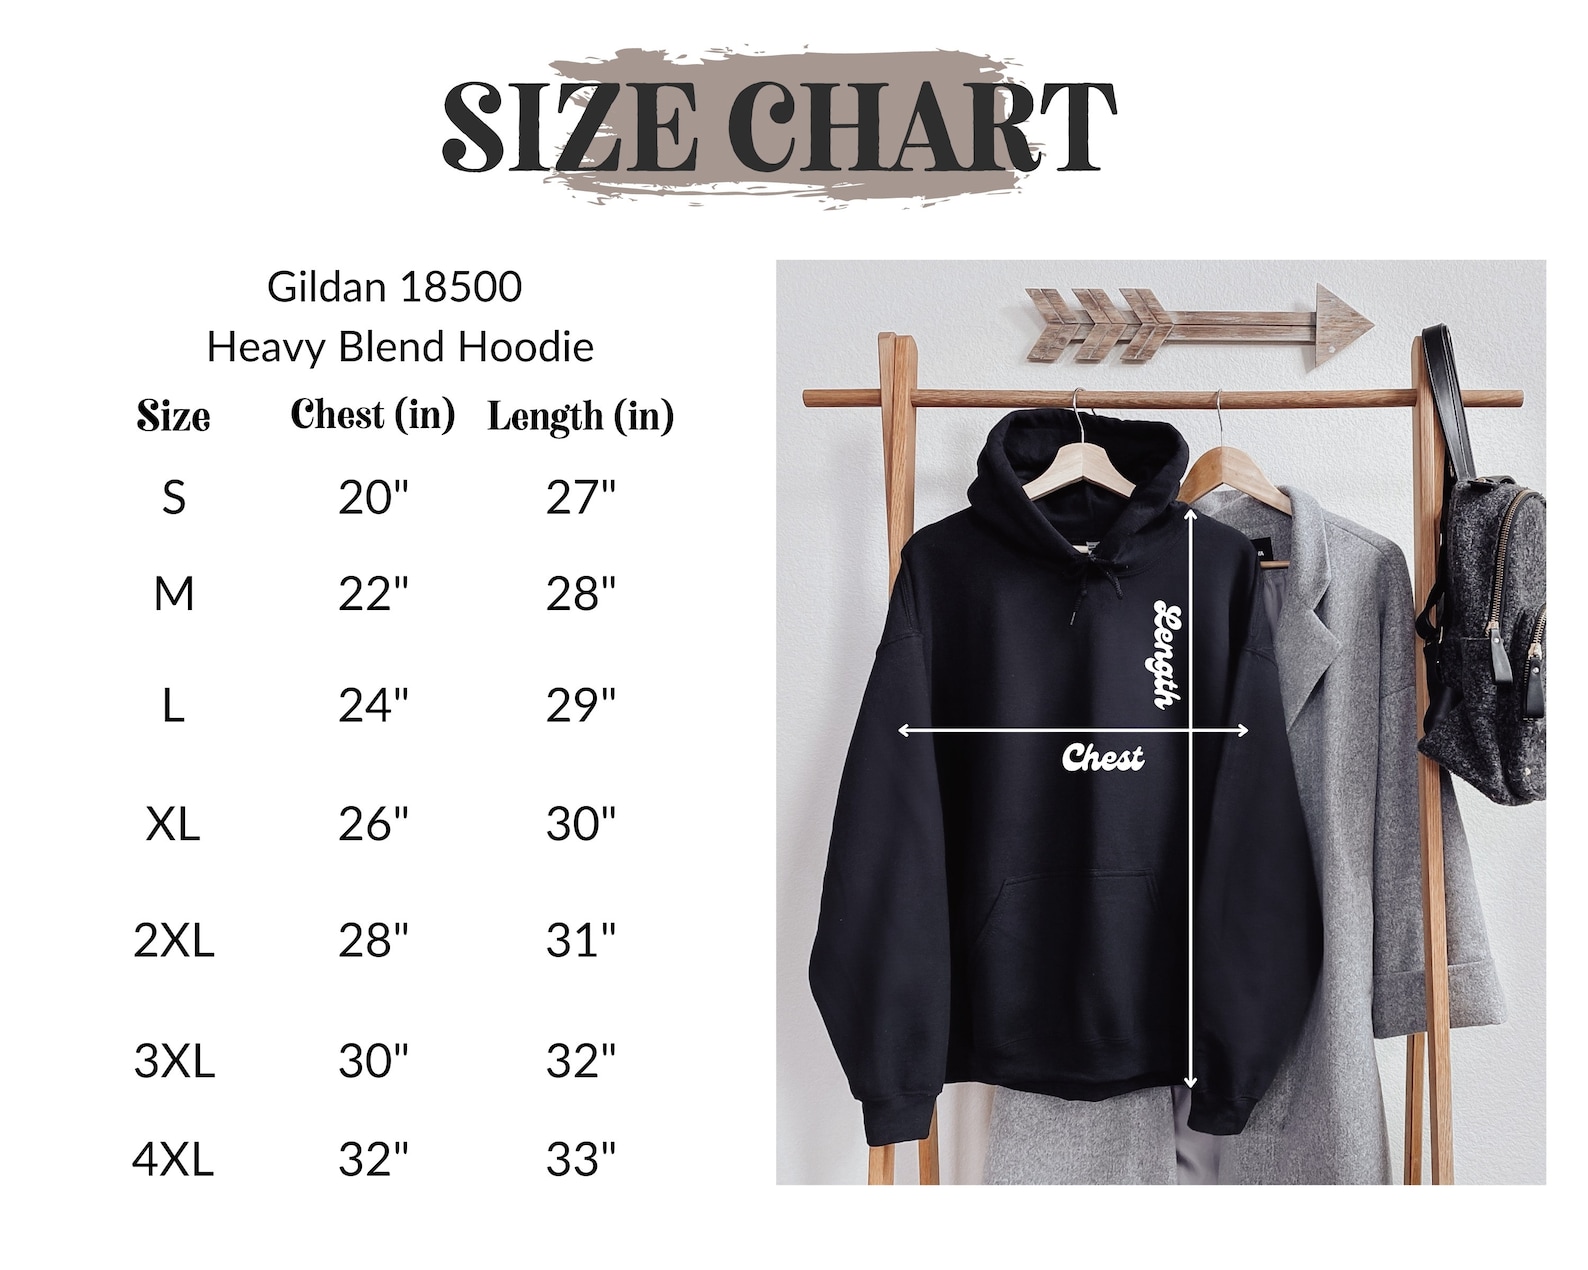 SIZE CHART
Gildan 18500
Heavy Blend Hoodie
Size Chest (in) Length (in)
S 20" 27"
M 22" 28"
L 24" 29"
XL 26" 30"
2XL 28" 31"
3XL 30" 32"
4XL 32" 33"
Length
Chest